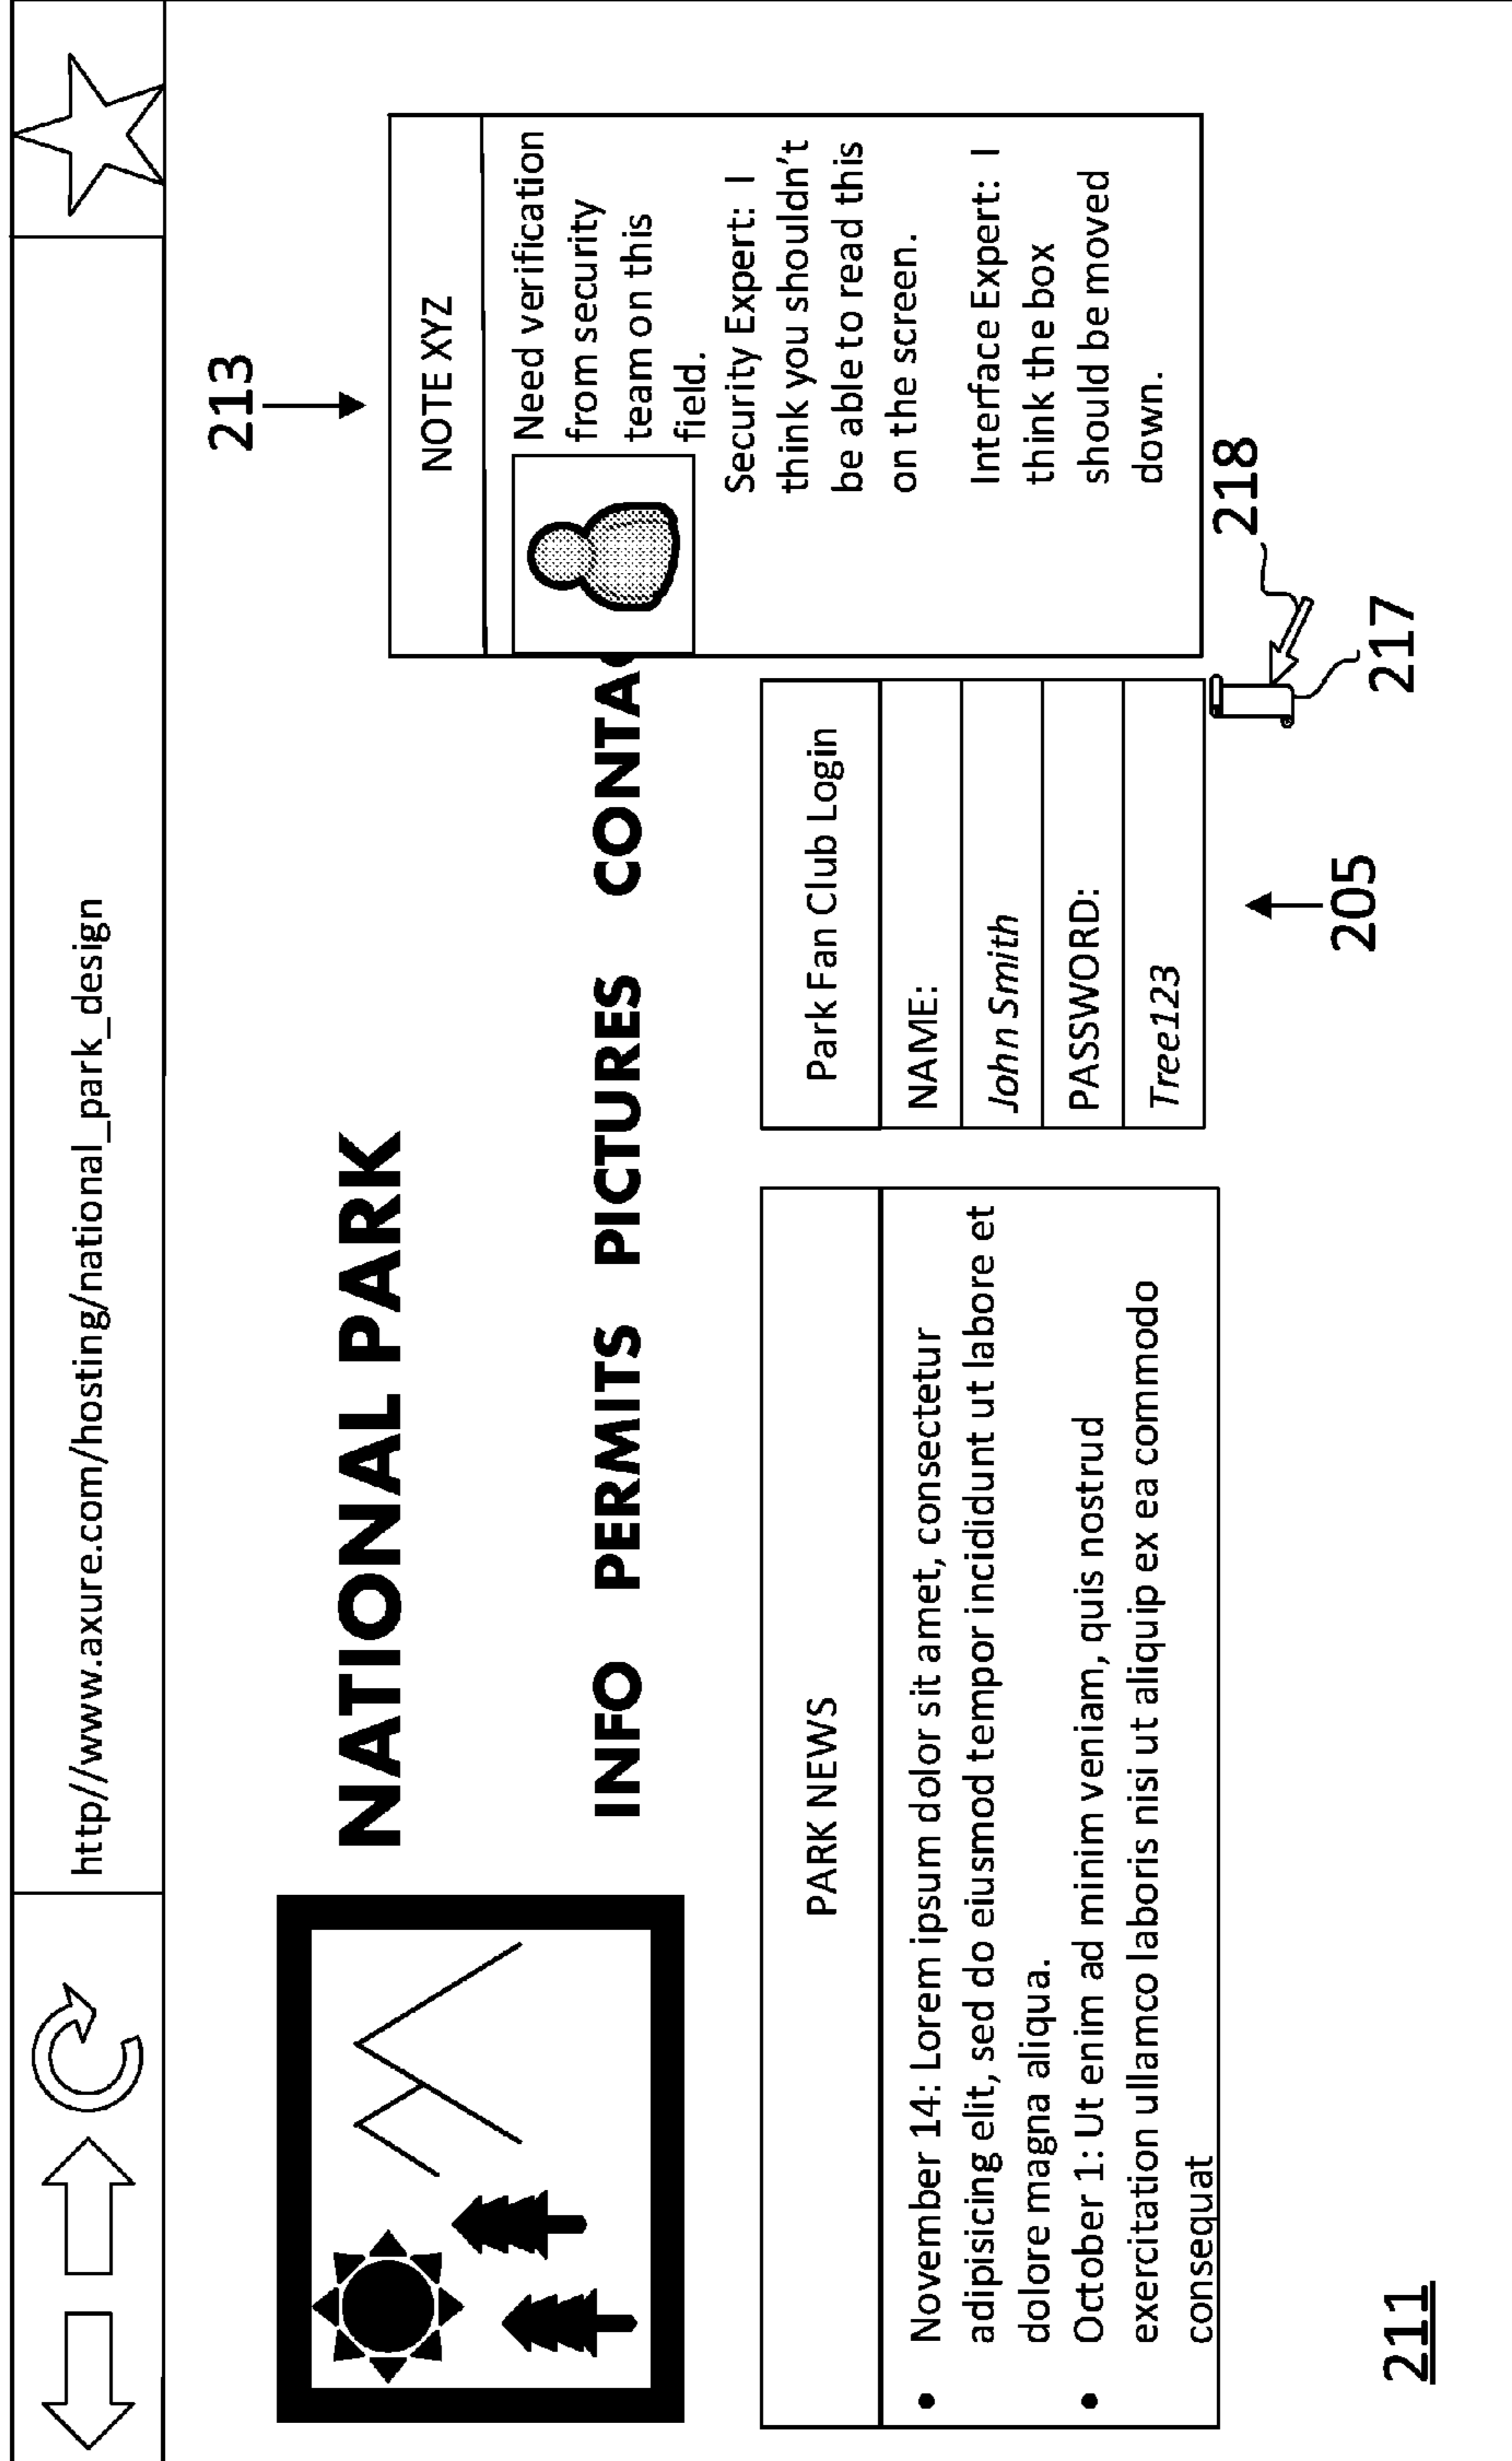 http//www.axure.com/hosting/national_park_design
213
NATIONAL PARK
INFO PERMITS PICTURES CONTA
NOTE XYZ
Need verification
from security
team on this
field.
Security Expert: I
think you shouldn't
be able to read this
on the screen.
Interface Expert: I
think the box
should be moved
down.
PARK NEWS
• November 14: Lorem ipsum dolor sit amet, consectetur
adipisicing elit, sed do eiusmod tempor incididunt ut labore et
dolore magna aliqua.
• October 1: Ut enim ad minim veniam, quis nostrud
exercitation ullamco laboris nisi ut aliquip ex ea commodo
consequat
Park Fan Club Login
NAME:
John Smith
PASSWORD:
Tree123
218
217
205
211